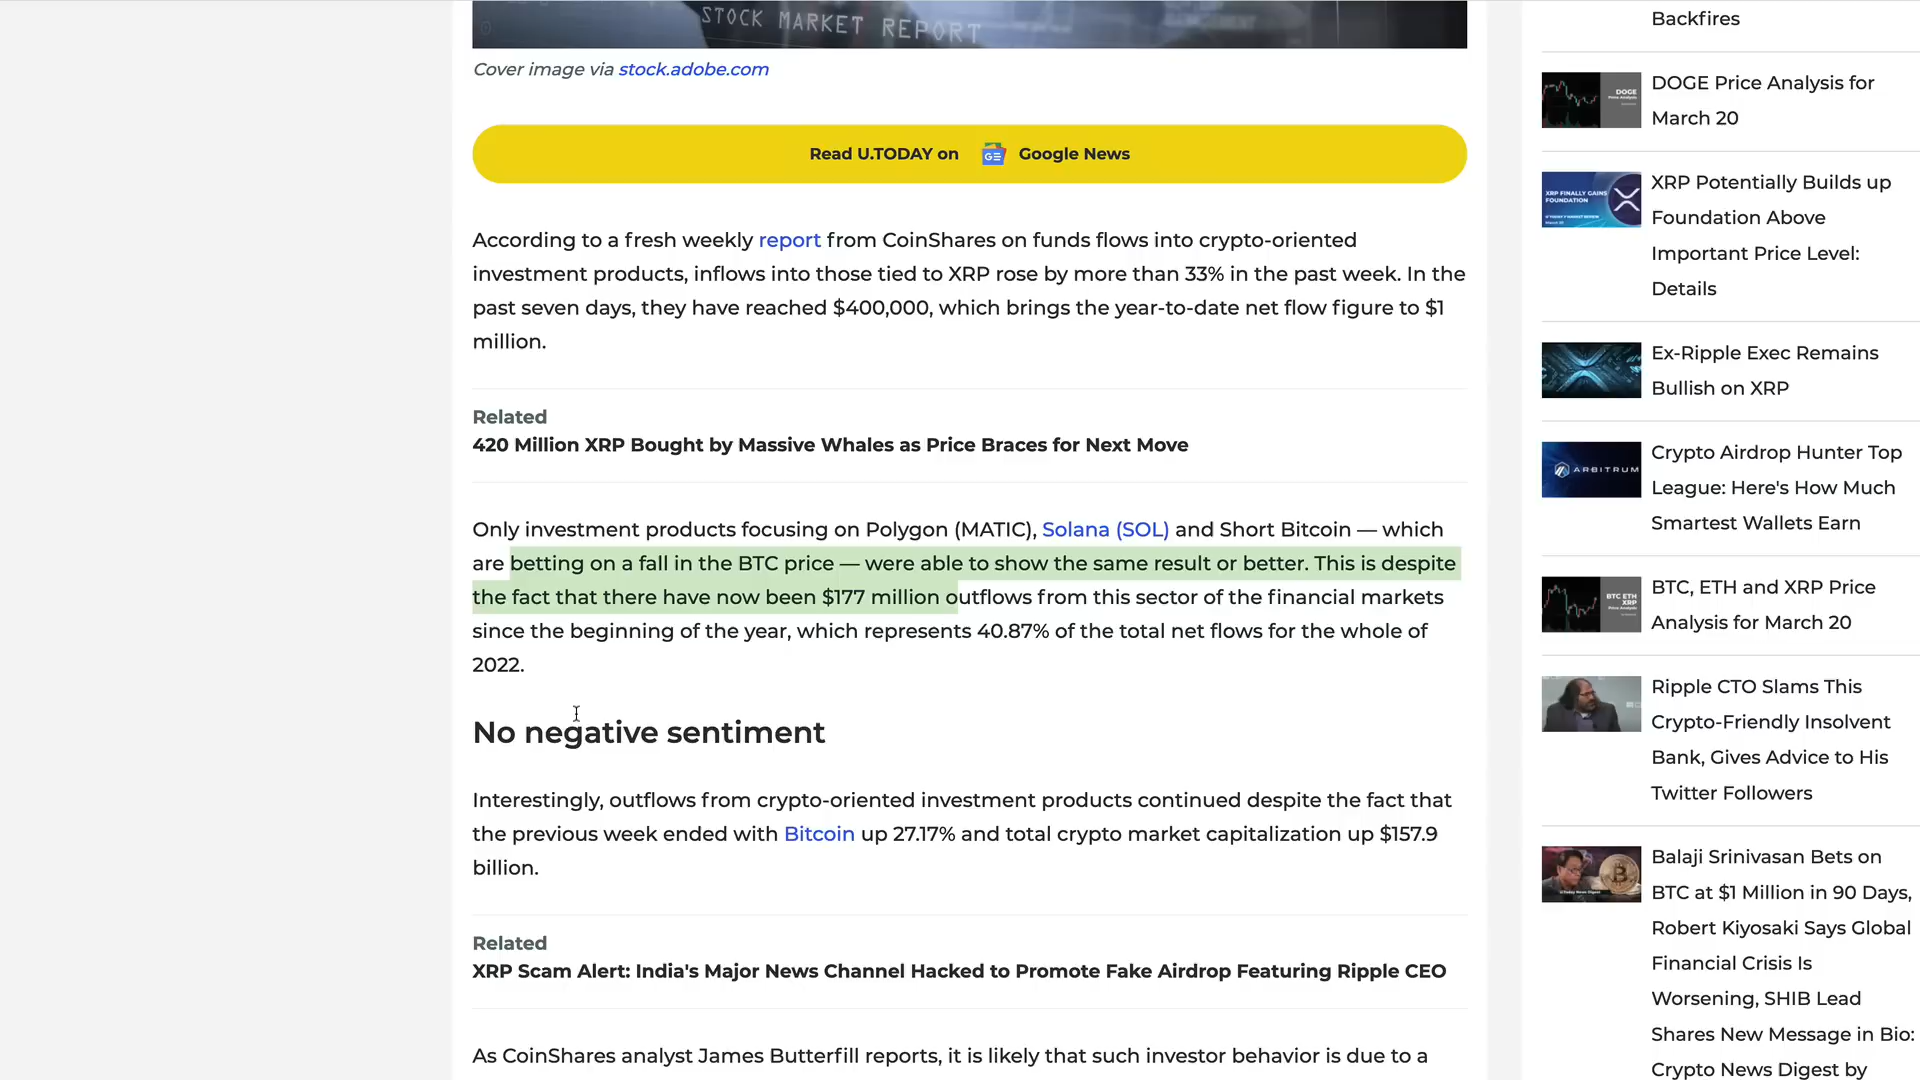 STOCK MARKET REPORT
Cover image via stock.adobe.com
Read U.TODAY on GE Google News
According to a fresh weekly report from CoinShares on funds flows into crypto-oriented
investment products, inflows into those tied to XRP rose by more than 33% in the past week. In the
past seven days, they have reached $400,000, which brings the year-to-date net flow figure to $1
million.
Related
420 Million XRP Bought by Massive Whales as Price Braces for Next Move
Only investment products focusing on Polygon (MATIC), Solana (SOL) and Short Bitcoin — which
are betting on a fall in the BTC price — were able to show the same result or better. This is despite
the fact that there have now been $177 million outflows from this sector of the financial markets
since the beginning of the year, which represents 40.87% of the total net flows for the whole of
2022.
No negative sentiment
Interestingly, outflows from crypto-oriented investment products continued despite the fact that
the previous week ended with Bitcoin up 27.17% and total crypto market capitalization up $157.9
billion.
Related
XRP Scam Alert: India's Major News Channel Hacked to Promote Fake Airdrop Featuring Ripple CEO
As CoinShares analyst James Butterfill reports, it is likely that such investor behavior is due to a
Backfires
DOGE
DOGE Price Analysis for
March 20
XRP FINALLY GAINS
FOUNDATION
XRP Potentially Builds up
Foundation Above
Important Price Level:
Details
Ex-Ripple Exec Remains
Bullish on XRP
ARBITRUM
Crypto Airdrop Hunter Top
League: Here's How Much
Smartest Wallets Earn
BTC ETH
XRP
BTC, ETH and XRP Price
Analysis for March 20
Ripple CTO Slams This
Crypto-Friendly Insolvent
Bank, Gives Advice to His
Twitter Followers
Balaji Srinivasan Bets on
BTC at $1 Million in 90 Days,
Robert Kiyosaki Says Global
Financial Crisis Is
Worsening, SHIB Lead
Shares New Message in Bio:
Crypto News Digest by